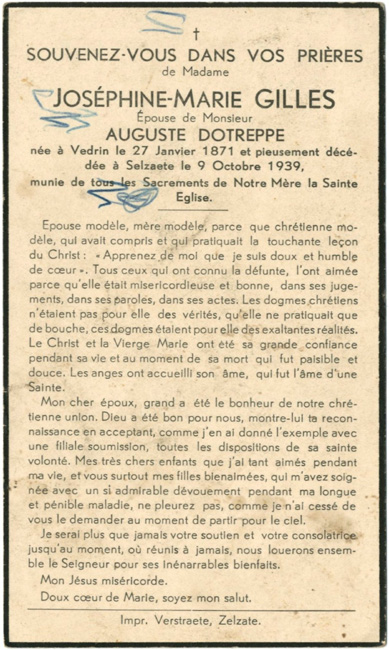 †
SOUVENEZ-VOUS DANS VOS PRIÈRES
de Madame
JOSÉPHINE-MARIE GILLES
Épouse de Monsieur
AUGUSTE DOTREPPE
née à Vedrin le 27 Janvier 1871 et pieusement décé-
dée à Selzaete le 9 Octobre 1939,
munie de tous les Sacrements de Notre Mère la Sainte
Eglise.
Epouse modèle, mère modèle, parce que chrétienne mo-
dèle, qui avait compris et qui pratiquait la touchante leçon
du Christ : « Apprenez de moi que je suis doux et humble
de cœur ». Tous ceux qui ont connu la défunte, l'ont aimée
parce qu'elle était miséricordieuse et bonne, dans ses juge-
ments, dans ses paroles, dans ses actes. Les dogmes chrétiens
n'étaient pas pour elle des vérités, qu'elle ne pratiquait que
de bouche, ces dogmes étaient pour elle des exaltantes réalités.
Le Christ et la Vierge Marie ont été sa grande confiance
pendant sa vie et au moment de sa mort qui fut paisible et
douce. Les anges ont accueilli son âme, qui fut l'âme d'une
Sainte.
Mon cher époux, grand a été le bonheur de notre chré-
tienne union. Dieu a été bon pour nous, montre-lui ta recon-
naissance en acceptant, comme j'en ai donné l'exemple avec
une filiale soumission, toutes les dispositions de sa sainte
volonté. Mes très chers enfants que j'ai tant aimés pendant
ma vie, et vous surtout mes filles bienaimées, qui m'avez soi-
gnée avec un si admirable dévouement pendant ma longue
et pénible maladie, ne pleurez pas, comme je n'ai cessé de
vous le demander au moment de partir pour le ciel.
Je serai plus que jamais votre soutien et votre consolatrice
jusqu'au moment, où réunis à jamais, nous louerons ensem-
ble le Seigneur pour ses inénarrables bienfaits.
Mon Jésus miséricorde.
Doux cœur de Marie, soyez mon salut.
Impr. Verstraete, Zelzate.